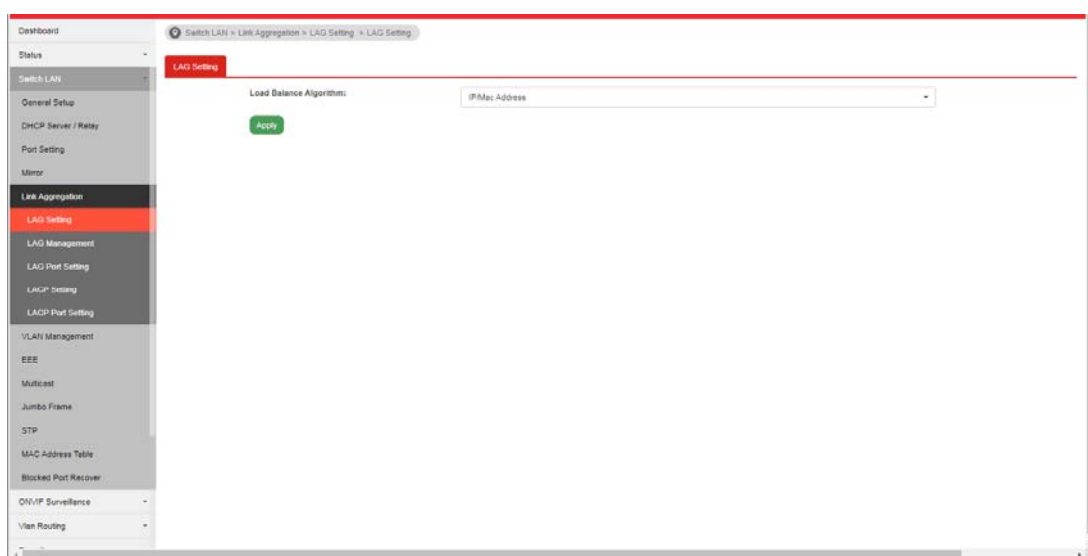 Dashboard
Switch LAN » Link Aggregation » LAG Setting » LAG Setting
Status
LAG Setting
Switch LAN
Load Balance Algorithm:
IP/Mac Address
General Setup
DHCP Server / Relay
Apply
Port Setting
Mirror
Link Aggregation
LAG Setting
LAG Management
LAG Port Setting
LACP Setting
LACP Port Setting
VLAN Management
EEE
Multicast
Jumbo Frame
STP
MAC Address Table
Blocked Port Recover
ONVIF Surveillance
Vlan Routing